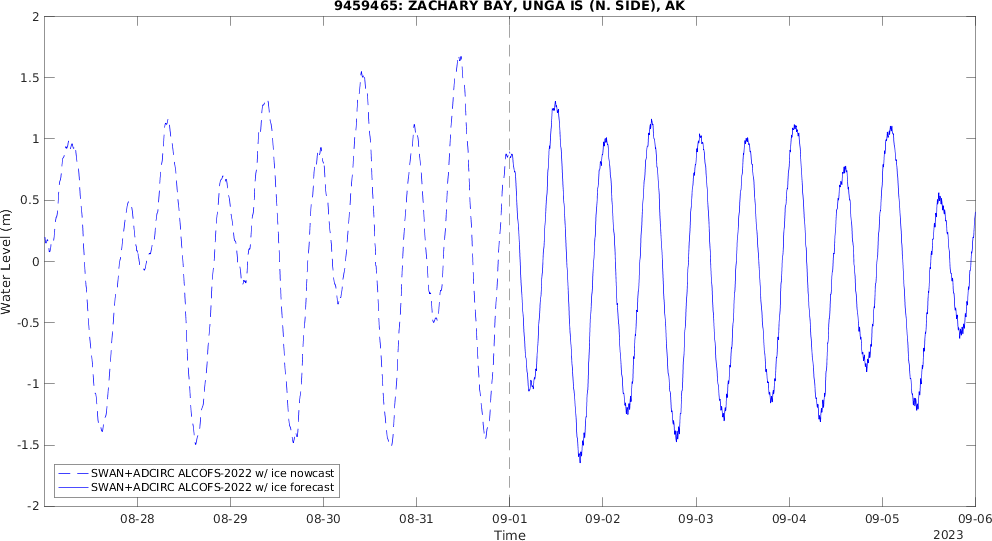 9459465: ZACHARY BAY, UNGA IS (N. SIDE), AK
Water Level (m)
2
1.5
1
0.5
0
-0.5
-1
-1.5
-2
SWAN+ADCIRC ALCOFS-2022 w/ ice nowcast
SWAN+ADCIRC ALCOFS-2022 w/ ice forecast
08-28 08-29 08-30 08-31 09-01 09-02 09-03 09-04 09-05 09-06
Time
2023